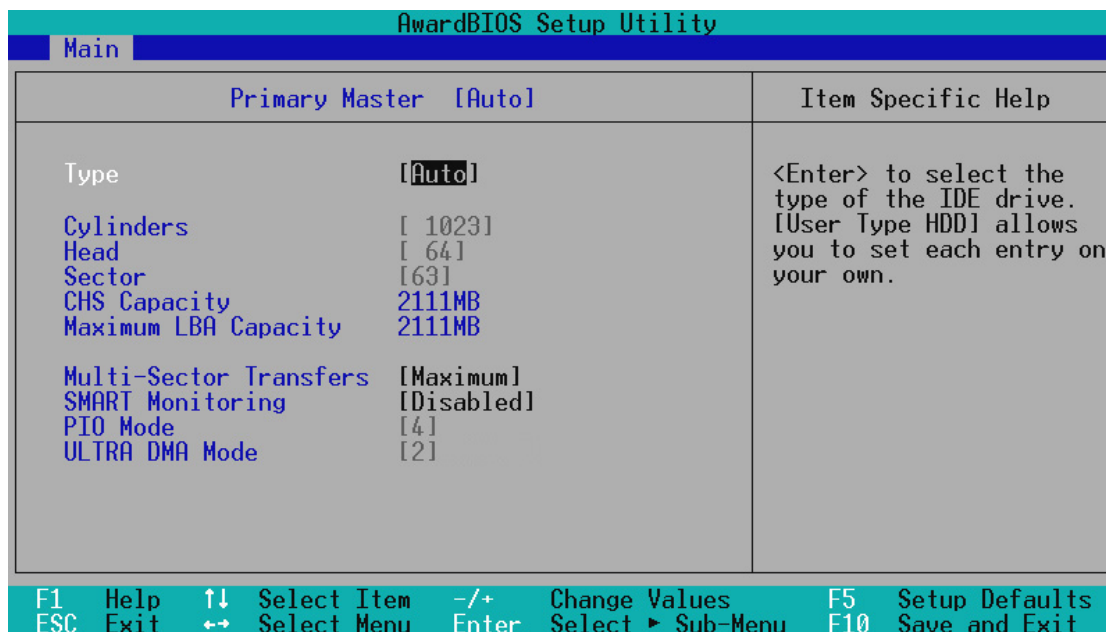 AwardBIOS Setup Utility
Main
Primary Master [Auto]
Item Specific Help
Type [Auto]
Cylinders [ 1023]
Head [ 64]
Sector [63]
CHS Capacity 2111MB
Maximum LBA Capacity 2111MB
Multi-Sector Transfers [Maximum]
SMART Monitoring [Disabled]
PIO Mode [4]
ULTRA DMA Mode [2]
<Enter> to select the
type of the IDE drive.
[User Type HDD] allows
you to set each entry on
your own.
F1 Help ↑↓ Select Item -/+ Change Values F5 Setup Defaults
ESC Exit ←→ Select Menu Enter Select ► Sub-Menu F10 Save and Exit